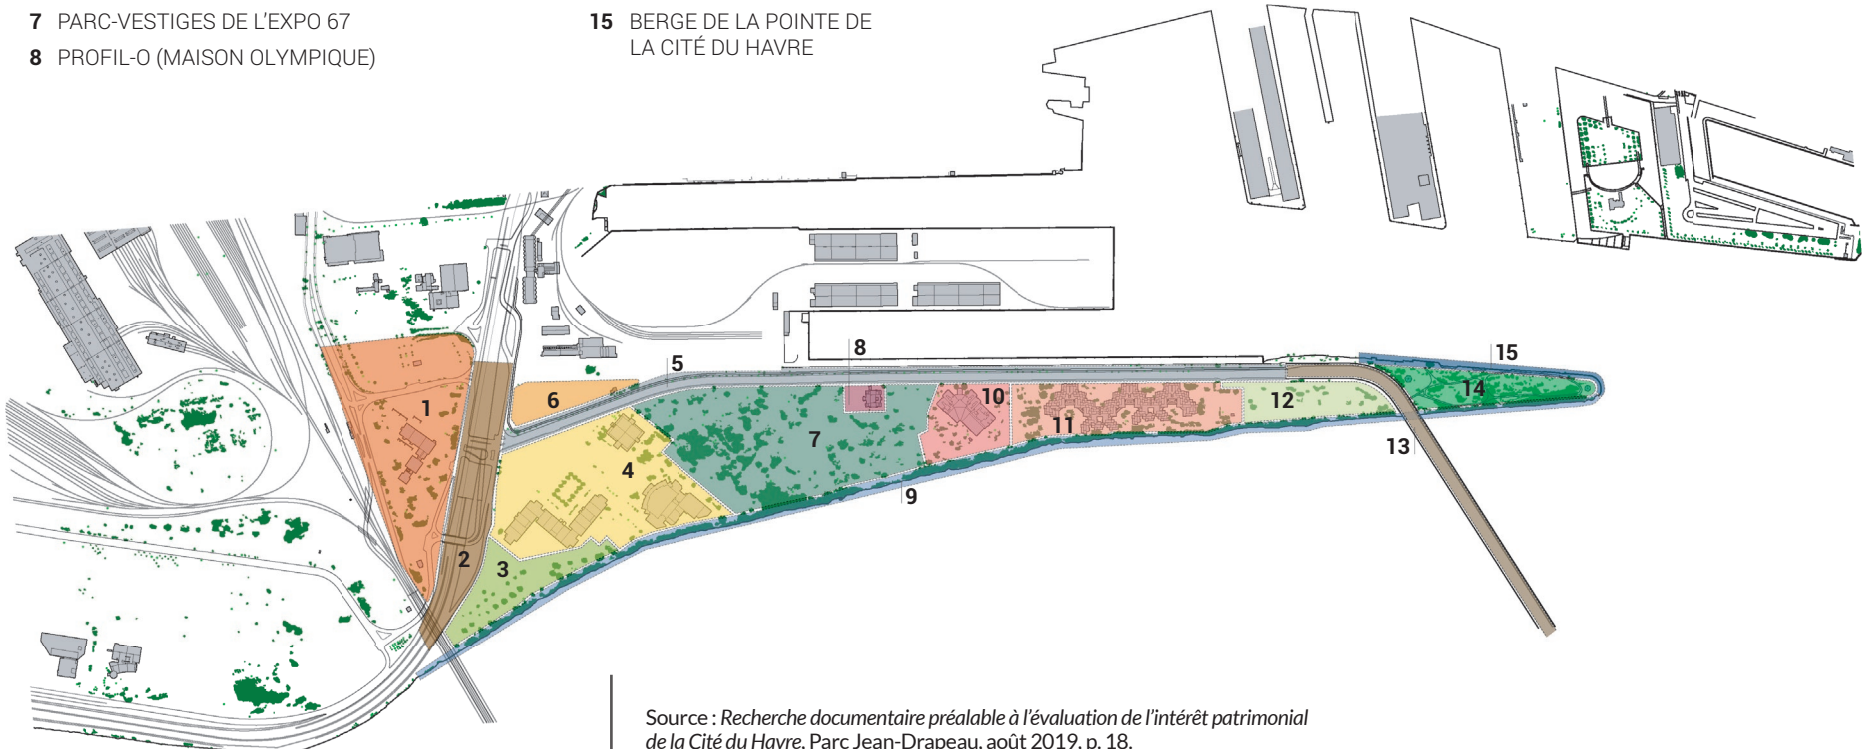 7 PARC-VESTIGES DE L'EXPO 67
8 PROFIL-O (MAISON OLYMPIQUE)
15 BERGE DE LA POINTE DE
LA CITÉ DU HAVRE
8
15
5
14
10
6
12
1
11
7
13
4
9
2
3
Source : Recherche documentaire préalable à l'évaluation de l'intérêt patrimonial
de la Cité du Havre, Parc Jean-Drapeau, août 2019, p. 18.